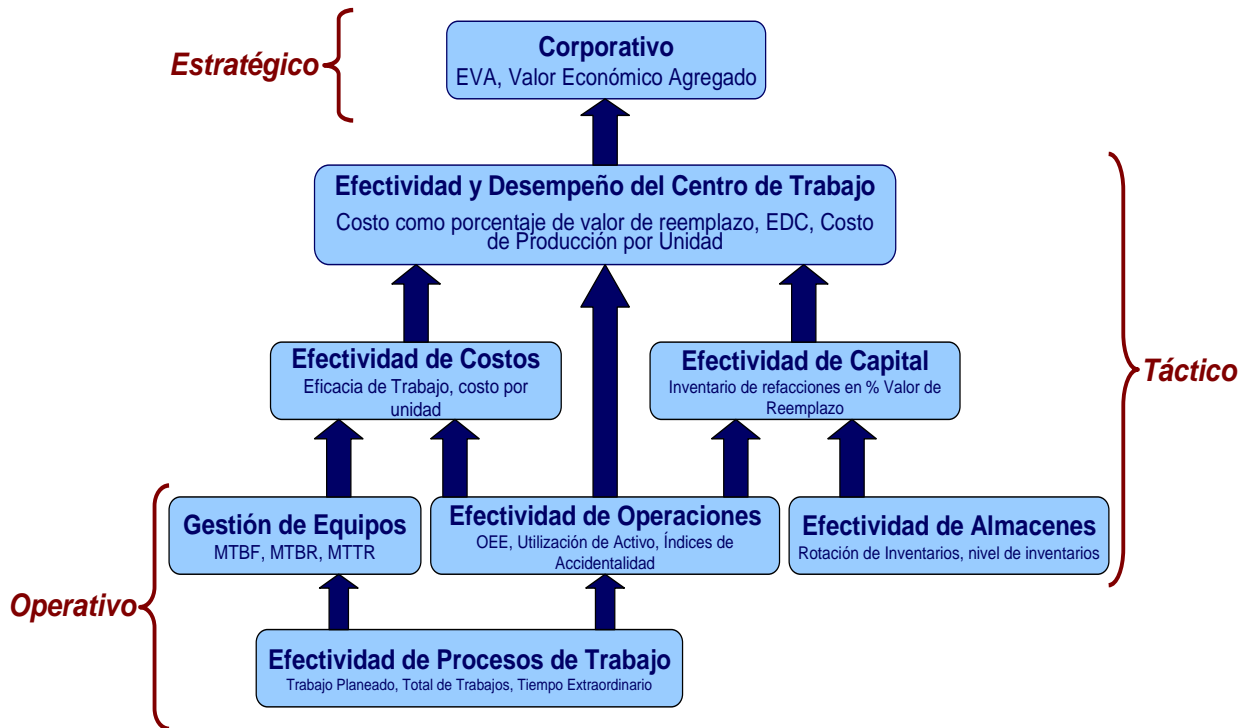 Estratégico
Corporativo
EVA, Valor Económico Agregado
Efectividad y Desempeño del Centro de Trabajo
Costo como porcentaje de valor de reemplazo, EDC, Costo
de Producción por Unidad
Efectividad de Costos
Eficacia de Trabajo, costo por
unidad
Efectividad de Capital
Inventario de refacciones en % Valor de
Reemplazo
Táctico
Gestión de Equipos
MTBF, MTBR, MTTR
Efectividad de Operaciones
OEE, Utilización de Activo, Índices de
Accidentalidad
Efectividad de Almacenes
Rotación de Inventarios, nivel de inventarios
Operativo
Efectividad de Procesos de Trabajo
Trabajo Planeado, Total de Trabajos, Tiempo Extraordinario